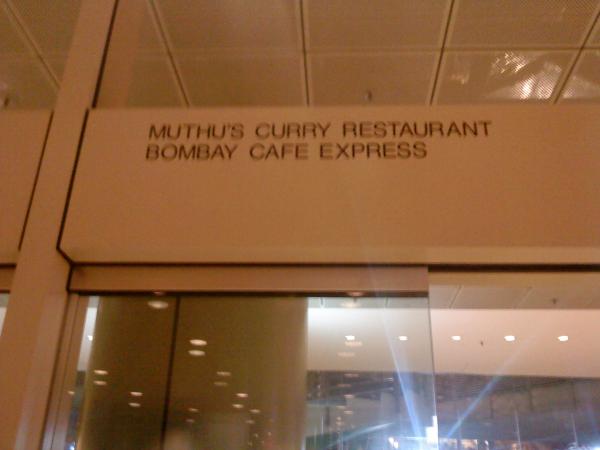 MUTHU'S CURRY RESTAURANT
BOMBAY CAFE EXPRESS